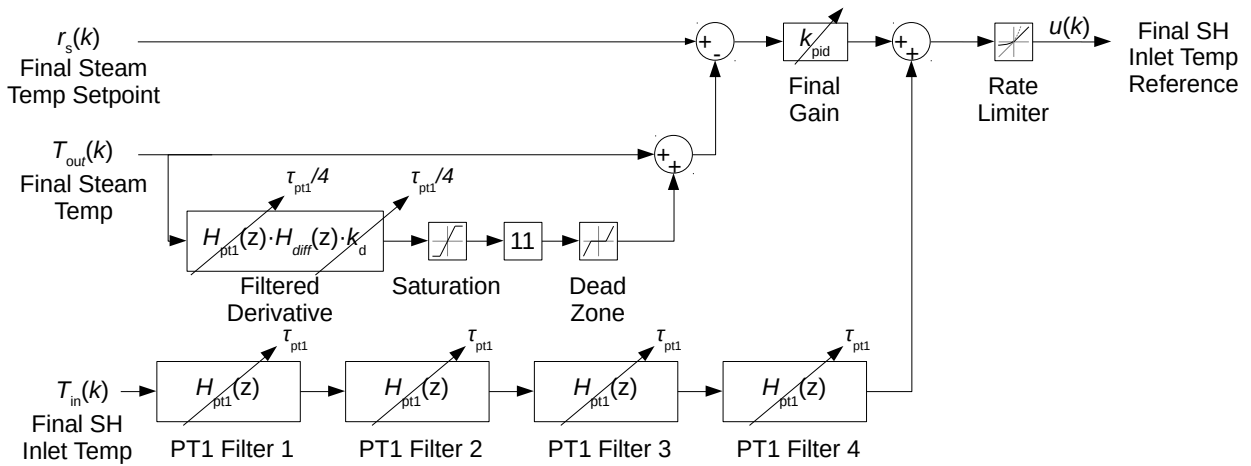 r_s(k)
Final Steam
Temp Setpoint
+
-
k_pid
Final
Gain
+
+
Rate
Limiter
u(k)
Final SH
Inlet Temp
Reference
T_out(k)
Final Steam
Temp
+
+
τ_pt1/4
τ_pt1/4
H_pt1(z)·H_diff(z)·k_d
Filtered
Derivative
Saturation
11
Dead
Zone
T_in(k)
Final SH
Inlet Temp
τ_pt1
H_pt1(z)
PT1 Filter 1
τ_pt1
H_pt1(z)
PT1 Filter 2
τ_pt1
H_pt1(z)
PT1 Filter 3
τ_pt1
H_pt1(z)
PT1 Filter 4